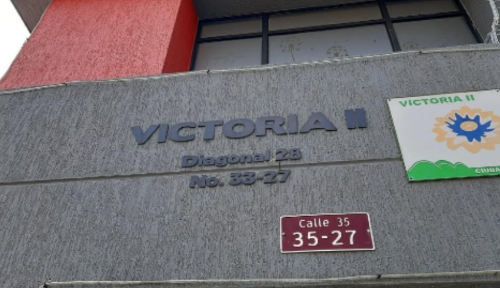 VICTORIA II
Diagonal 28
No. 33-27
VICTORIA II
Calle 35
35-27